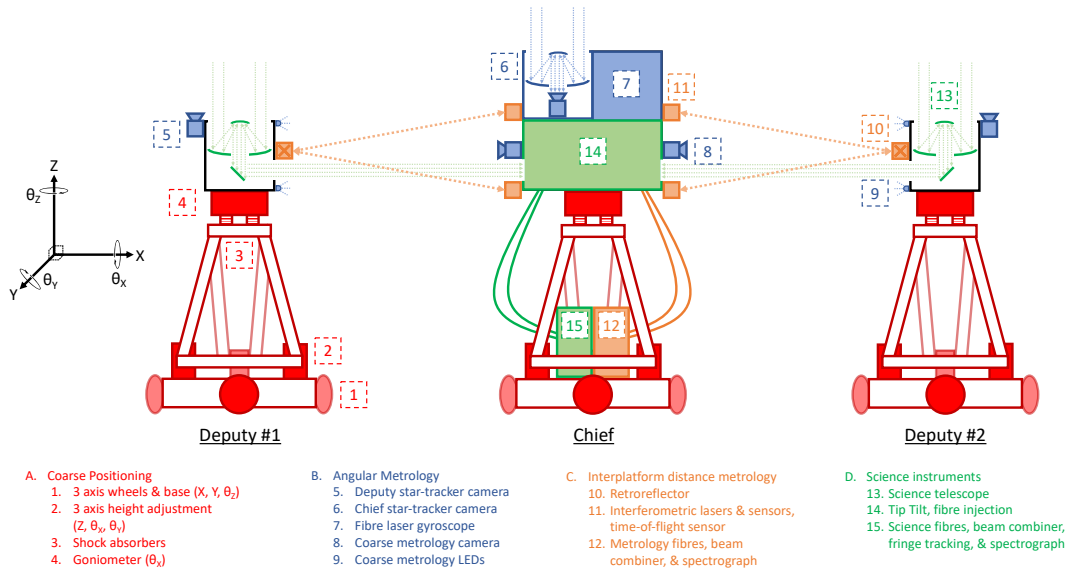 6
7
11
13
5
10
14
8
4
9
Z
θZ
3
X
θX
Y
θY
15
12
2
1
Deputy #1
Chief
Deputy #2
A. Coarse Positioning
1. 3 axis wheels & base (X, Y, θZ)
2. 3 axis height adjustment
(Z, θX, θY)
3. Shock absorbers
4. Goniometer (θX)
B. Angular Metrology
5. Deputy star-tracker camera
6. Chief star-tracker camera
7. Fibre laser gyroscope
8. Coarse metrology camera
9. Coarse metrology LEDs
C. Interplatform distance metrology
10. Retroreflector
11. Interferometric lasers & sensors,
time-of-flight sensor
12. Metrology fibres, beam
combiner, & spectrograph
D. Science instruments
13. Science telescope
14. Tip Tilt, fibre injection
15. Science fibres, beam combiner,
fringe tracking, & spectrograph